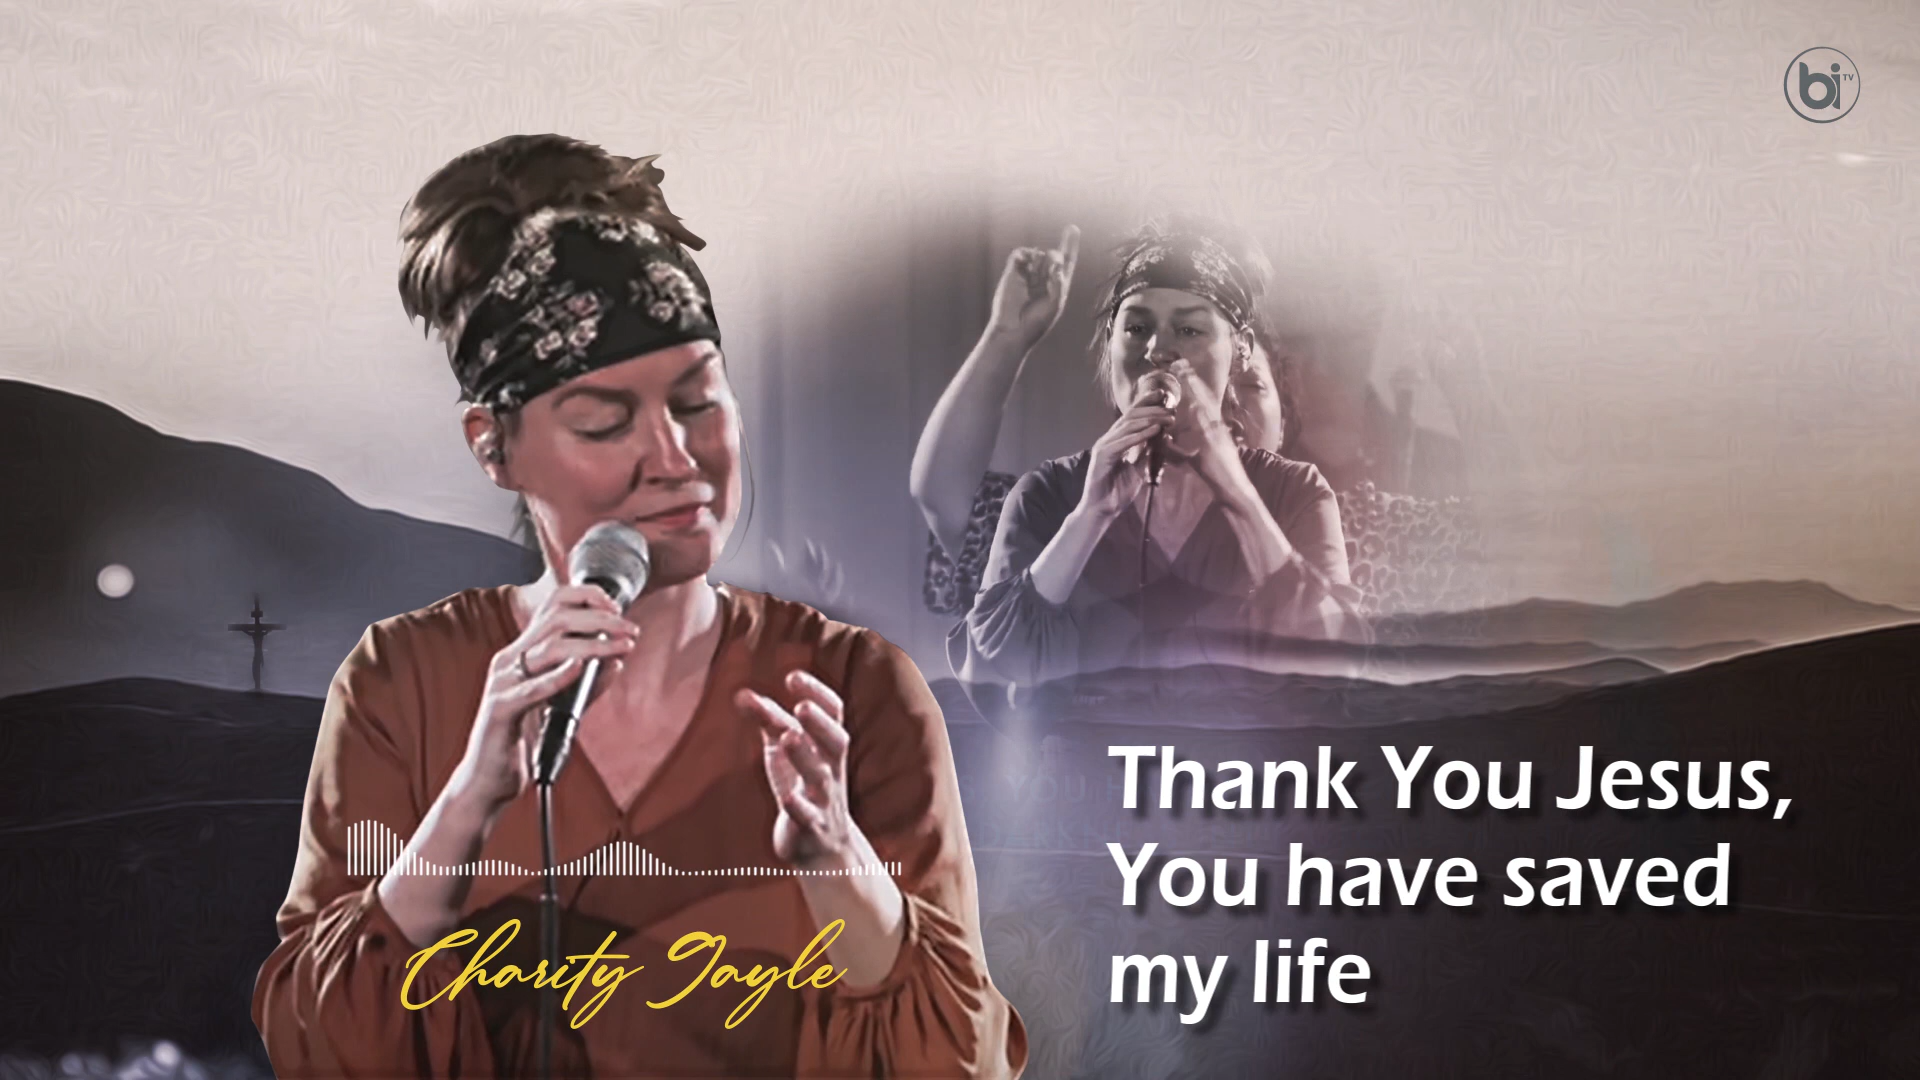 bi TV
Charity Gayle
Thank You Jesus,
You have saved
my life